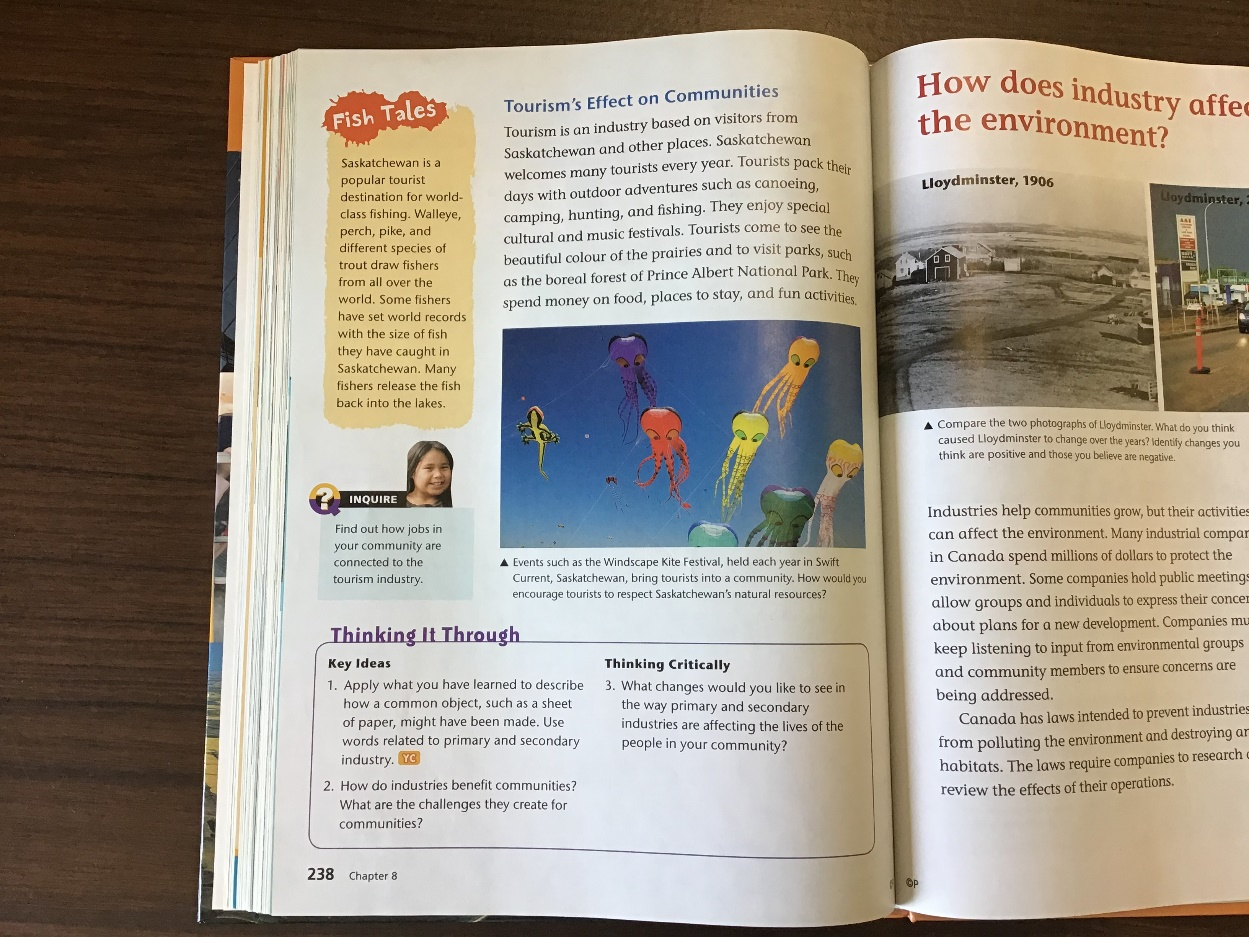 Fish Tales
Saskatchewan is a
popular tourist
destination for world-
class fishing. Walleye,
perch, pike, and
different species of
trout draw fishers
from all over the
world. Some fishers
have set world records
with the size of fish
they have caught in
Saskatchewan. Many
fishers release the fish
back into the lakes.
? INQUIRE
Find out how jobs in
your community are
connected to the
tourism industry.
Tourism's Effect on Communities
Tourism is an industry based on visitors from
Saskatchewan and other places. Saskatchewan
welcomes many tourists every year. Tourists pack their
days with outdoor adventures such as canoeing,
camping, hunting, and fishing. They enjoy special
cultural and music festivals. Tourists come to see the
beautiful colour of the prairies and to visit parks, such
as the boreal forest of Prince Albert National Park. They
spend money on food, places to stay, and fun activities.
▲ Events such as the Windscape Kite Festival, held each year in Swift
Current, Saskatchewan, bring tourists into a community. How would you
encourage tourists to respect Saskatchewan's natural resources?
Thinking It Through
Key Ideas
1. Apply what you have learned to describe
how a common object, such as a sheet
of paper, might have been made. Use
words related to primary and secondary
industry. YC
2. How do industries benefit communities?
What are the challenges they create for
communities?
Thinking Critically
3. What changes would you like to see in
the way primary and secondary
industries are affecting the lives of the
people in your community?
238 Chapter 8
How does industry affec
the environment?
Lloydminster, 1906
Lloydminster, 2
▲ Compare the two photographs of Lloydminster. What do you think
caused Lloydminster to change over the years? Identify changes you
think are positive and those you believe are negative.
Industries help communities grow, but their activities
can affect the environment. Many industrial compan
in Canada spend millions of dollars to protect the
environment. Some companies hold public meetings
allow groups and individuals to express their concer
about plans for a new development. Companies mu
keep listening to input from environmental groups
and community members to ensure concerns are
being addressed.
Canada has laws intended to prevent industries
from polluting the environment and destroying an
habitats. The laws require companies to research
review the effects of their operations.
©P